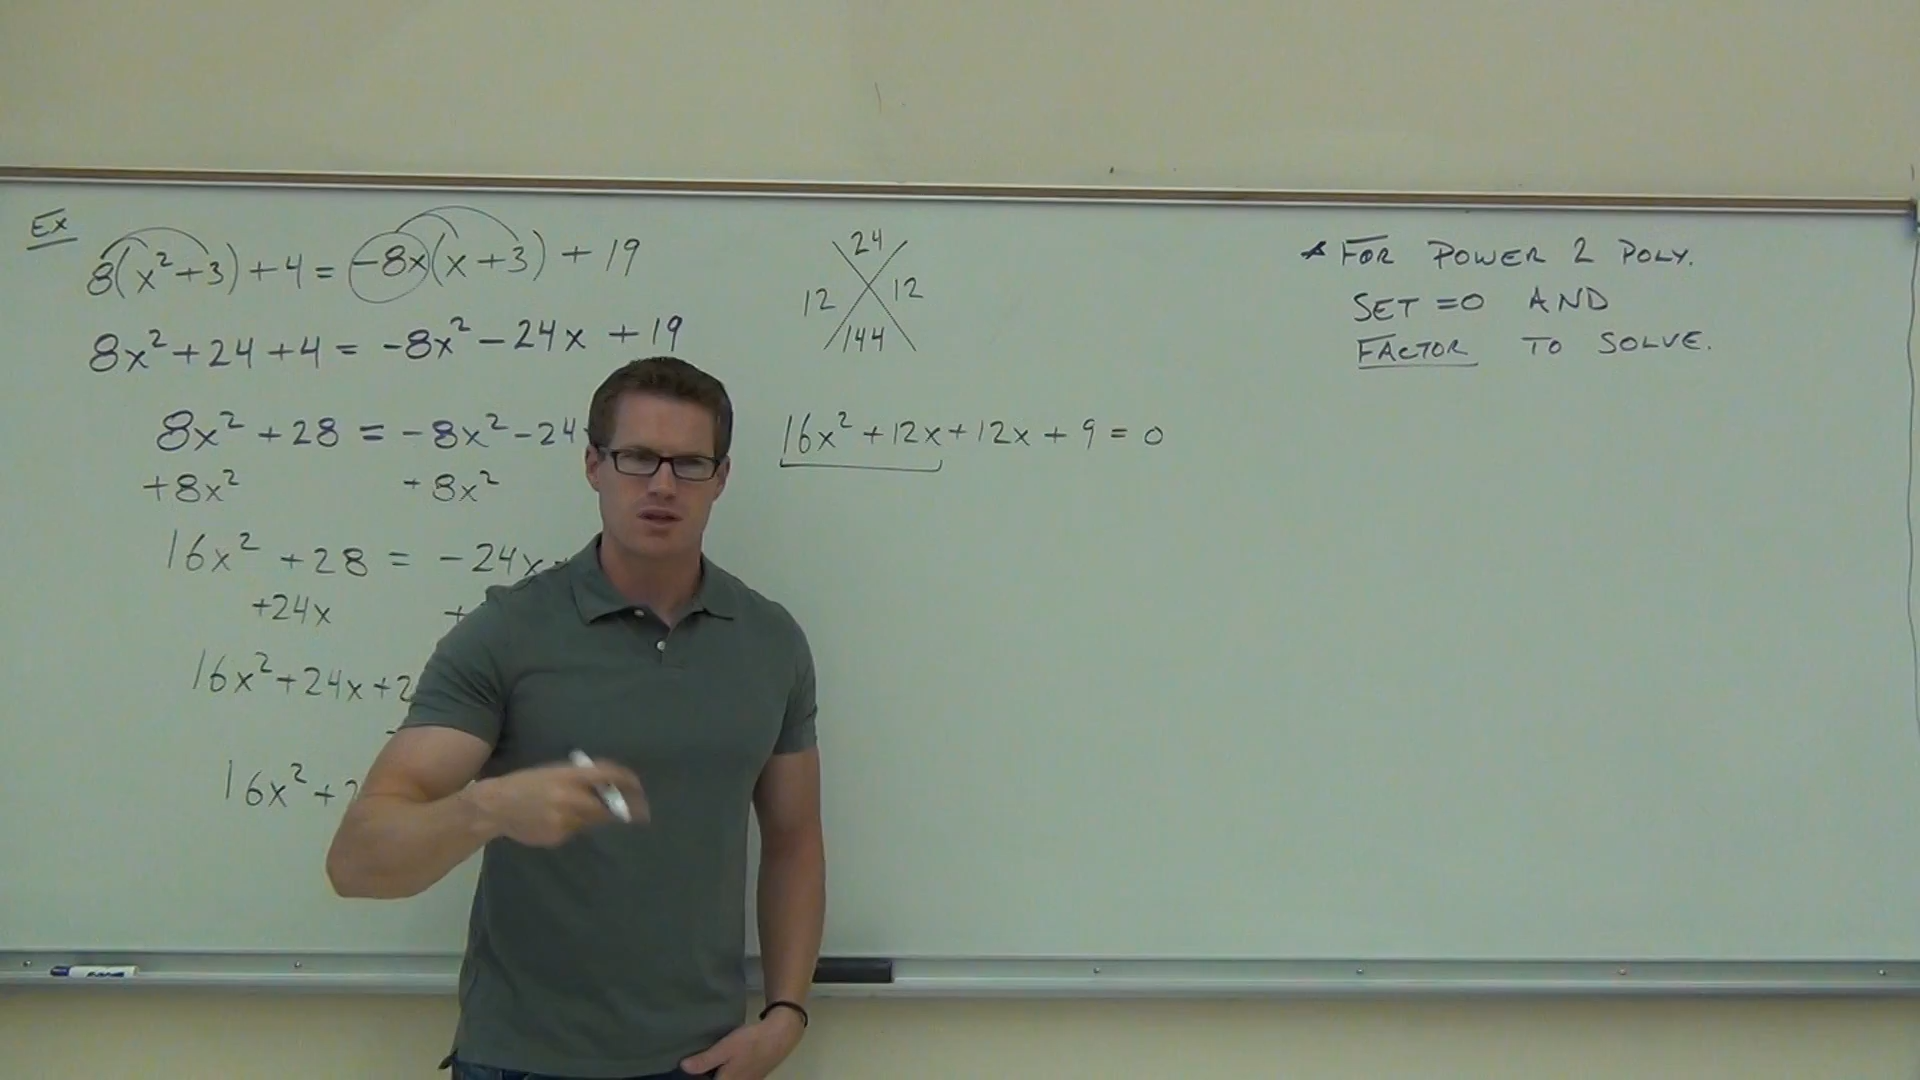 Ex
8(x²+3)+4 = -8x(x+3)+19
8x²+24+4 = -8x²-24x+19
8x²+28 = -8x²-24
+8x² +8x²
16x²+28 = -24x
+24x +
16x²+24x+2
16x²+2
24
12 12
144
16x²+12x+12x+9=0
FOR POWER 2 POLY.
SET =0 AND
FACTOR TO SOLVE.